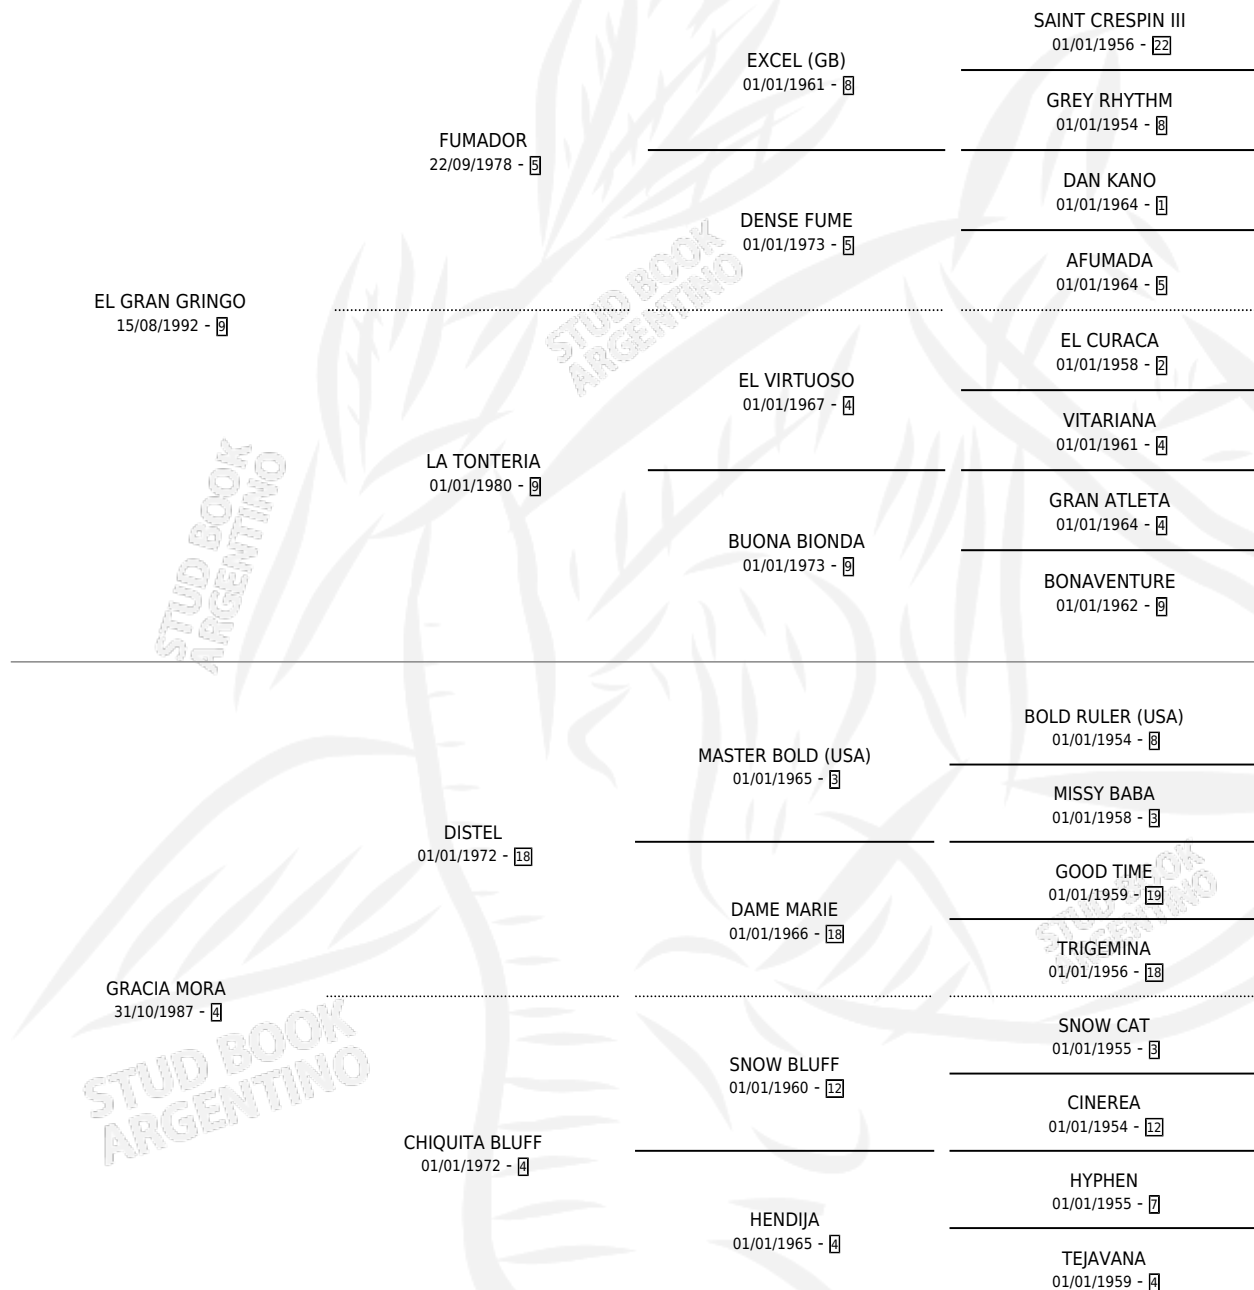 SAINT CRESPIN III
01/01/1956 - 22
EXCEL (GB)
01/01/1961 - 8
GREY RHYTHM
01/01/1954 - 8
FUMADOR
22/09/1978 - 5
DAN KANO
01/01/1964 - 1
DENSE FUME
01/01/1973 - 5
AFUMADA
01/01/1964 - 5
EL GRAN GRINGO
15/08/1992 - 9
EL CURACA
01/01/1958 - 2
EL VIRTUOSO
01/01/1967 - 4
VITARIANA
01/01/1961 - 4
LA TONTERIA
01/01/1980 - 9
GRAN ATLETA
01/01/1964 - 4
BUONA BIONDA
01/01/1973 - 9
BONAVENTURE
01/01/1962 - 9
BOLD RULER (USA)
01/01/1954 - 8
MASTER BOLD (USA)
01/01/1965 - 3
MISSY BABA
01/01/1958 - 3
DISTEL
01/01/1972 - 18
GOOD TIME
01/01/1959 - 19
DAME MARIE
01/01/1966 - 18
TRIGEMINA
01/01/1956 - 18
GRACIA MORA
31/10/1987 - 4
SNOW CAT
01/01/1955 - 3
SNOW BLUFF
01/01/1960 - 12
CINEREA
01/01/1954 - 12
CHIQUITA BLUFF
01/01/1972 - 4
HYPHEN
01/01/1955 - 7
HENDIJA
01/01/1965 - 4
TEJAVANA
01/01/1959 - 4
STUD BOOK
ARGENTINO
STUD BOOK
ARGENTINO
STUD BOOK
ARGENTINO
STUD BOOK
ARGENTINO